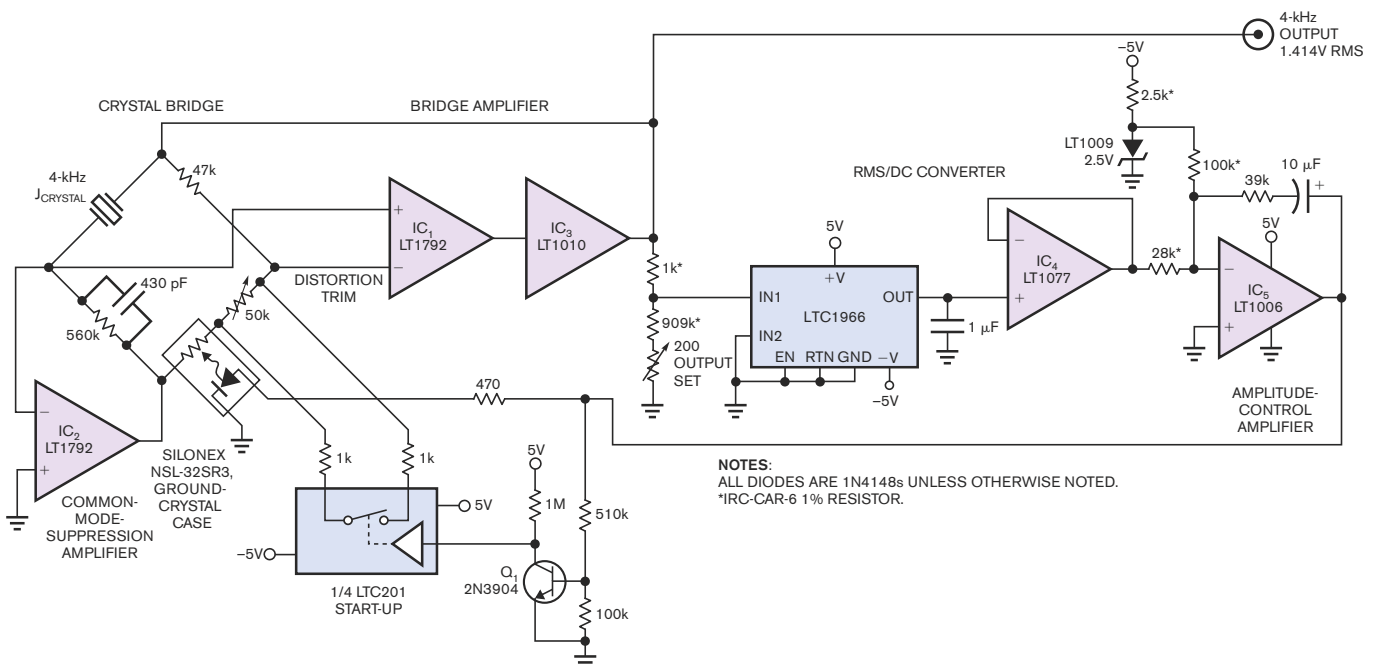 4-kHz
OUTPUT
1.414V RMS
−5V
2.5k*
CRYSTAL BRIDGE
BRIDGE AMPLIFIER
LT1009
2.5V
100k*
10 µF
+
39k
RMS/DC CONVERTER
4-kHz
JCRYSTAL
47k
+
−
IC1
LT1792
IC3
LT1010
5V
−
+
IC4
LT1077
28k*
5V
−
+
IC5
LT1006
DISTORTION
TRIM
1k*
430 pF
560k
50k
+V
IN1
OUT
LTC1966
IN2
EN
RTN
GND
−V
1 µF
909k*
200
OUTPUT
SET
−5V
470
AMPLITUDE-
CONTROL
AMPLIFIER
−
+
IC2
LT1792
SILONEX
NSL-32SR3,
GROUND-
CRYSTAL
CASE
COMMON-
MODE-
SUPPRESSION
AMPLIFIER
1k
1k
5V
1M
5V
510k
−5V
Q1
2N3904
100k
1/4 LTC201
START-UP
NOTES:
ALL DIODES ARE 1N4148s UNLESS OTHERWISE NOTED.
*IRC-CAR-6 1% RESISTOR.